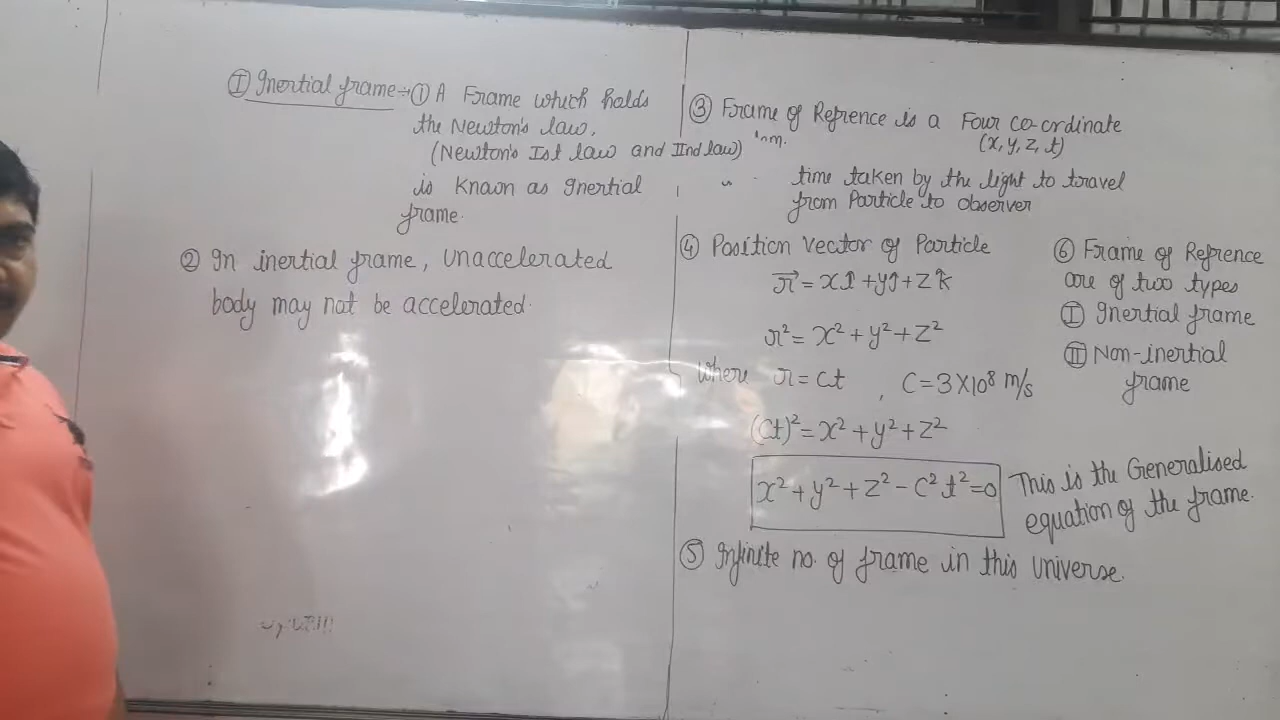 Ⓘ Inertial frame → ① A Frame which holds
the Newton's law,
(Newton's Ist law and IInd law)
is known as Inertial
frame.
② In inertial frame, unaccelerated
body may not be accelerated.
③ Frame of Refrence is a Four co-ordinate
(x, y, z, t)
time taken by the light to travel
from Particle to observer
④ Position vector of Particle
r⃗ = xî + yĵ + zk̂
r² = x² + y² + z²
where r = ct , C = 3×10⁸ m/s
(ct)² = x² + y² + z²
x² + y² + z² - c² t² = 0 This is the Generalised
equation of the frame.
⑤ Infinite no. of frame in this universe.
⑥ Frame of Refrence
are of two types
Ⓘ Inertial frame
Ⓘ︎Ⓘ Non-inertial
frame